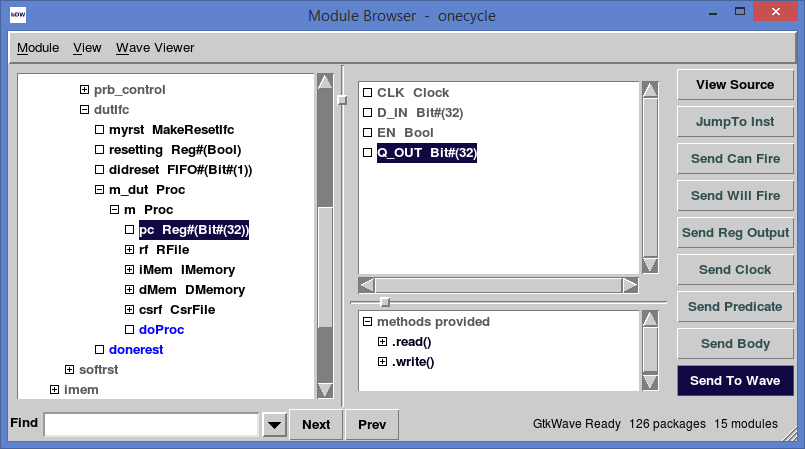 bDW
Module Browser - onecycle
Module View Wave Viewer
prb_control
dutIfc
myrst MakeResetIfc
resetting Reg#(Bool)
didreset FIFO#(Bit#(1))
m_dut Proc
m Proc
pc Reg#(Bit#(32))
rf RFile
iMem IMemory
dMem DMemory
csrf CsrFile
doProc
donerest
softrst
imem
CLK Clock
D_IN Bit#(32)
EN Bool
Q_OUT Bit#(32)
methods provided
.read()
.write()
View Source
JumpTo Inst
Send Can Fire
Send Will Fire
Send Reg Output
Send Clock
Send Predicate
Send Body
Send To Wave
Find Next Prev
GtkWave Ready 126 packages 15 modules